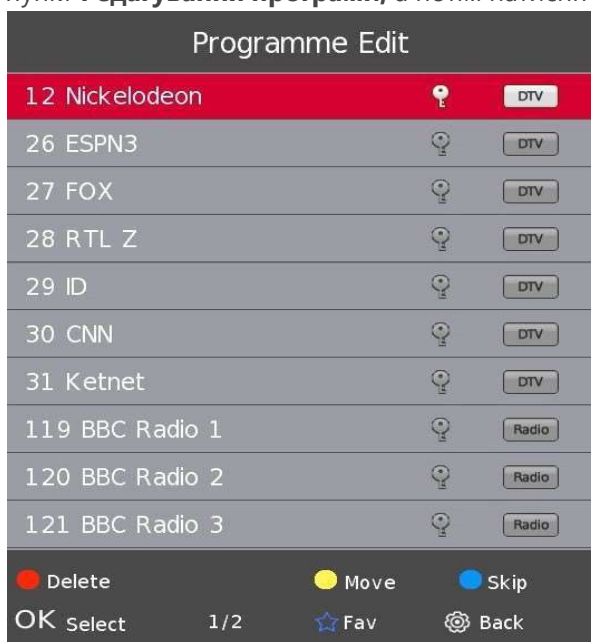 Programme Edit
12 Nickelodeon DTV
26 ESPN3 DTV
27 FOX DTV
28 RTL Z DTV
29 ID DTV
30 CNN DTV
31 Ketnet DTV
119 BBC Radio 1 Radio
120 BBC Radio 2 Radio
121 BBC Radio 3 Radio
Delete Move Skip
OK Select 1/2 Fav Back